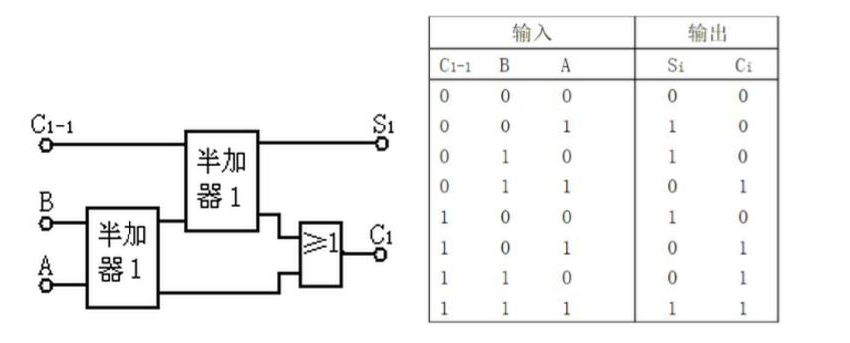 C1-1
S1
半加
器1
B
半加
器1
≥1
C1
A
输入 输出
C1-1 B A Si Ci
0 0 0 0 0
0 0 1 1 0
0 1 0 1 0
0 1 1 0 1
1 0 0 1 0
1 0 1 0 1
1 1 0 0 1
1 1 1 1 1